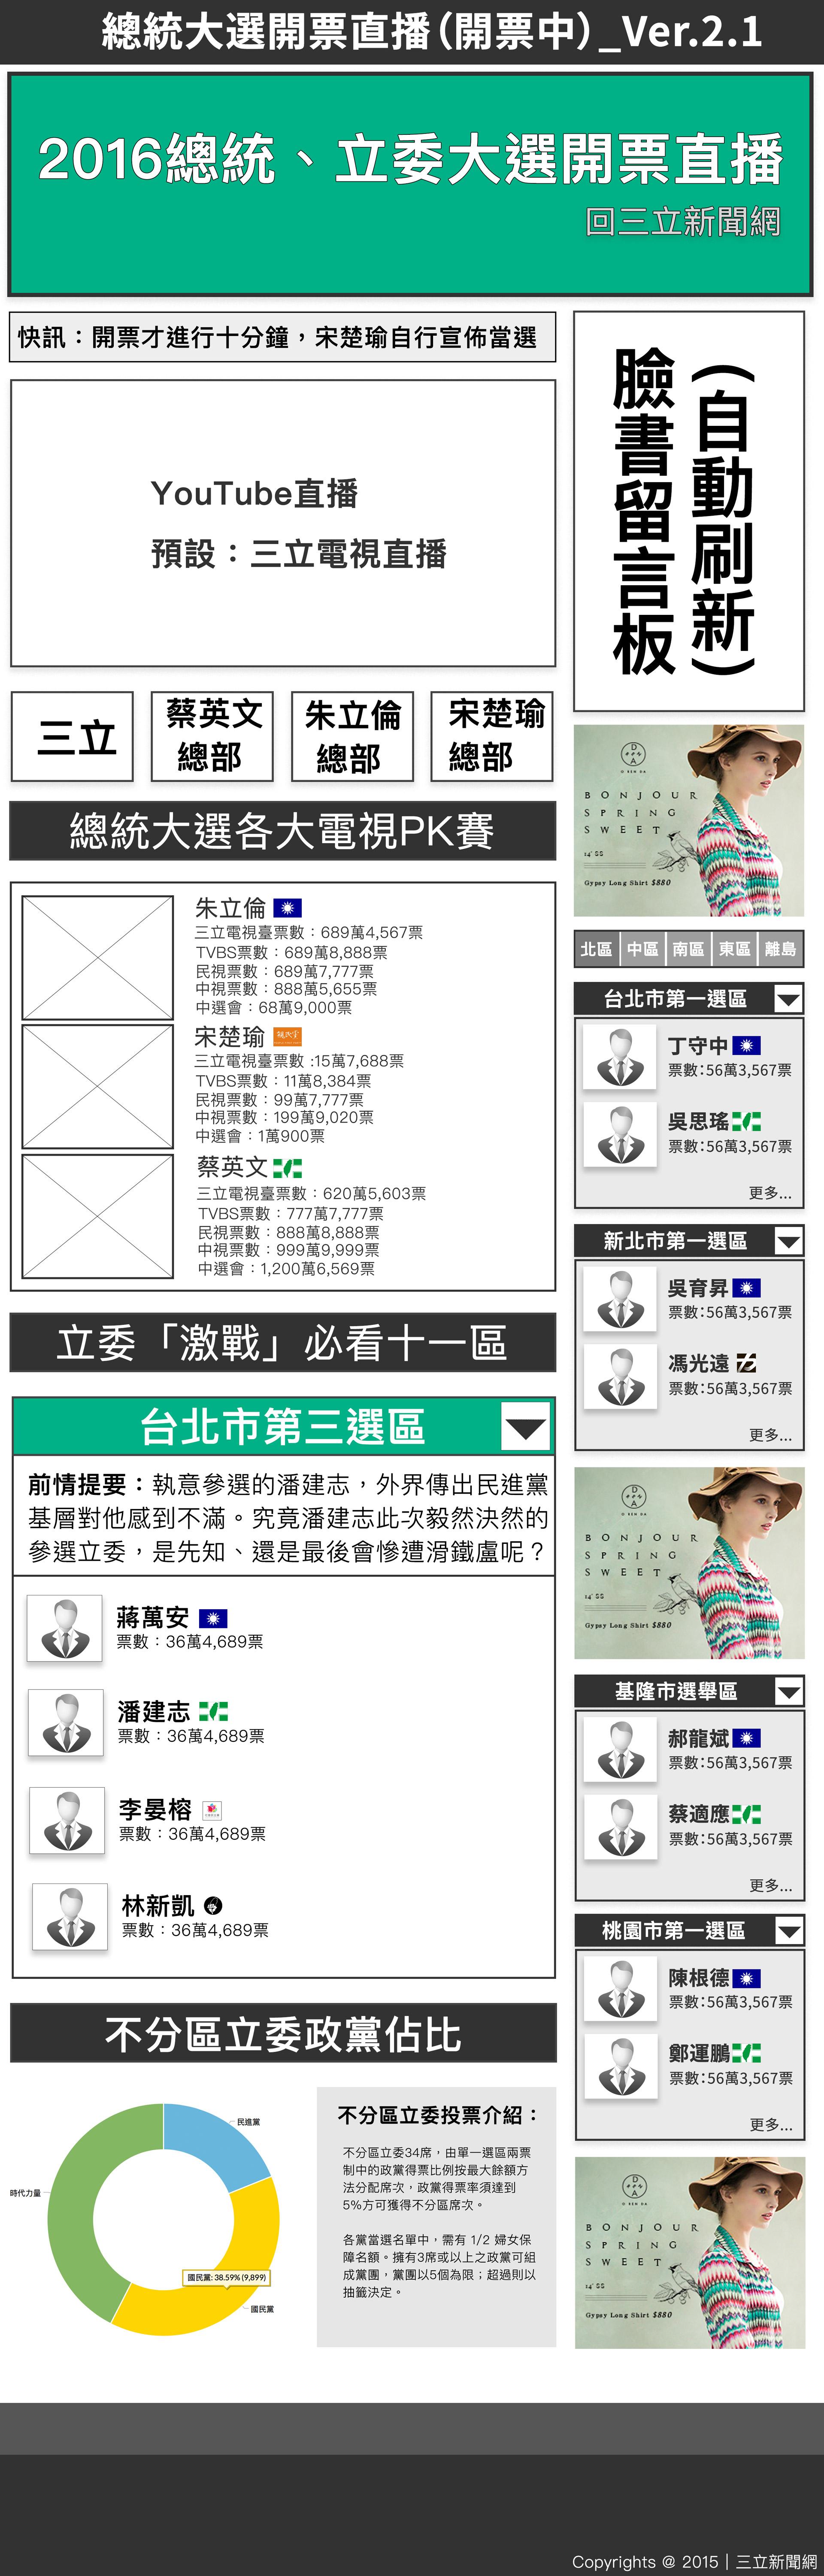 總統大選開票直播（開票中）_Ver.2.1
2016總統、立委大選開票直播
回三立新聞網
快訊：開票才進行十分鐘，宋楚瑜自行宣佈當選
YouTube直播
預設：三立電視直播
三立
蔡英文
總部
朱立倫
總部
宋楚瑜
總部
總統大選各大電視PK賽
朱立倫
三立電視臺票數：689萬4,567票
TVBS票數：689萬8,888票
民視票數：689萬7,777票
中視票數：888萬5,655票
中選會：68萬9,000票
宋楚瑜
三立電視臺票數 :15萬7,688票
TVBS票數：11萬8,384票
民視票數：99萬7,777票
中視票數：199萬9,020票
中選會：1萬900票
蔡英文
三立電視臺票數：620萬5,603票
TVBS票數：777萬7,777票
民視票數：888萬8,888票
中視票數：999萬9,999票
中選會：1,200萬6,569票
立委「激戰」必看十一區
台北市第三選區
前情提要：執意參選的潘建志，外界傳出民進黨
基層對他感到不滿。究竟潘建志此次毅然決然的
參選立委，是先知、還是最後會慘遭滑鐵盧呢？
蔣萬安
票數：36萬4,689票
潘建志
票數：36萬4,689票
李晏榕
票數：36萬4,689票
林新凱
票數：36萬4,689票
不分區立委政黨佔比
民進黨
時代力量
國民黨: 38.59% (9,899)
國民黨
不分區立委投票介紹：
不分區立委34席，由單一選區兩票
制中的政黨得票比例按最大餘額方
法分配席次，政黨得票率須達到
5%方可獲得不分區席次。
各黨當選名單中，需有 1/2 婦女保
障名額。擁有3席或以上之政黨可組
成黨團，黨團以5個為限；超過則以
抽籤決定。
（自動刷新）
臉書留言板
D
A
O SEN DA
BONJOUR
SPRING
SWEET
14' SS
Gypsy Long Shirt $880
北區
中區
南區
東區
離島
台北市第一選區
丁守中
票數:56萬3,567票
吳思瑤
票數:56萬3,567票
更多...
新北市第一選區
吳育昇
票數:56萬3,567票
馮光遠
票數:56萬3,567票
更多...
D
A
O SEN DA
BONJOUR
SPRING
SWEET
14' SS
Gypsy Long Shirt $880
基隆市選舉區
郝龍斌
票數:56萬3,567票
蔡適應
票數:56萬3,567票
更多...
桃園市第一選區
陳根德
票數:56萬3,567票
鄭運鵬
票數:56萬3,567票
更多...
D
A
O SEN DA
BONJOUR
SPRING
SWEET
14' SS
Gypsy Long Shirt $880
Copyrights @ 2015｜三立新聞網